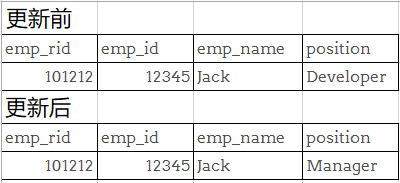 更新前
emp_rid emp_id emp_name position
101212 12345 Jack Developer
更新后
emp_rid emp_id emp_name position
101212 12345 Jack Manager